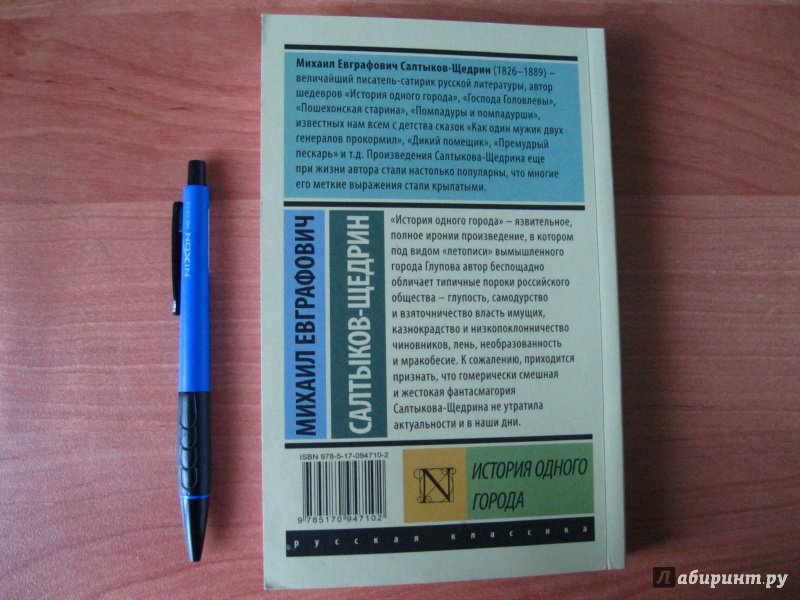 Михаил Евграфович Салтыков-Щедрин (1826–1889) –
величайший писатель-сатирик русской литературы, автор
шедевров «История одного города», «Господа Головлевы»,
«Пошехонская старина», «Помпадуры и помпадурши»,
известных нам всем с детства сказок «Как один мужик двух
генералов прокормил», «Дикий помещик», «Премудрый
пескарь» и т.д. Произведения Салтыкова-Щедрина еще
при жизни автора стали настолько популярны, что многие
его меткие выражения стали крылатыми.
МИХАИЛ ЕВГРАФОВИЧ
САЛТЫКОВ-ЩЕДРИН
«История одного города» – язвительное,
полное иронии произведение, в котором
под видом «летописи» вымышленного
города Глупова автор беспощадно
обличает типичные пороки российского
общества – глупость, самодурство
и взяточничество власть имущих,
казнокрадство и низкопоклонничество
чиновников, лень, необразованность
и мракобесие. К сожалению, приходится
признать, что гомерически смешная
и жестокая фантасмагория
Салтыкова-Щедрина не утратила
актуальности и в наши дни.
ISBN 978-5-17-094710-2
9 785170 947102
N
ИСТОРИЯ ОДНОГО
ГОРОДА
русская классика
NIXON
Лабиринт.ру